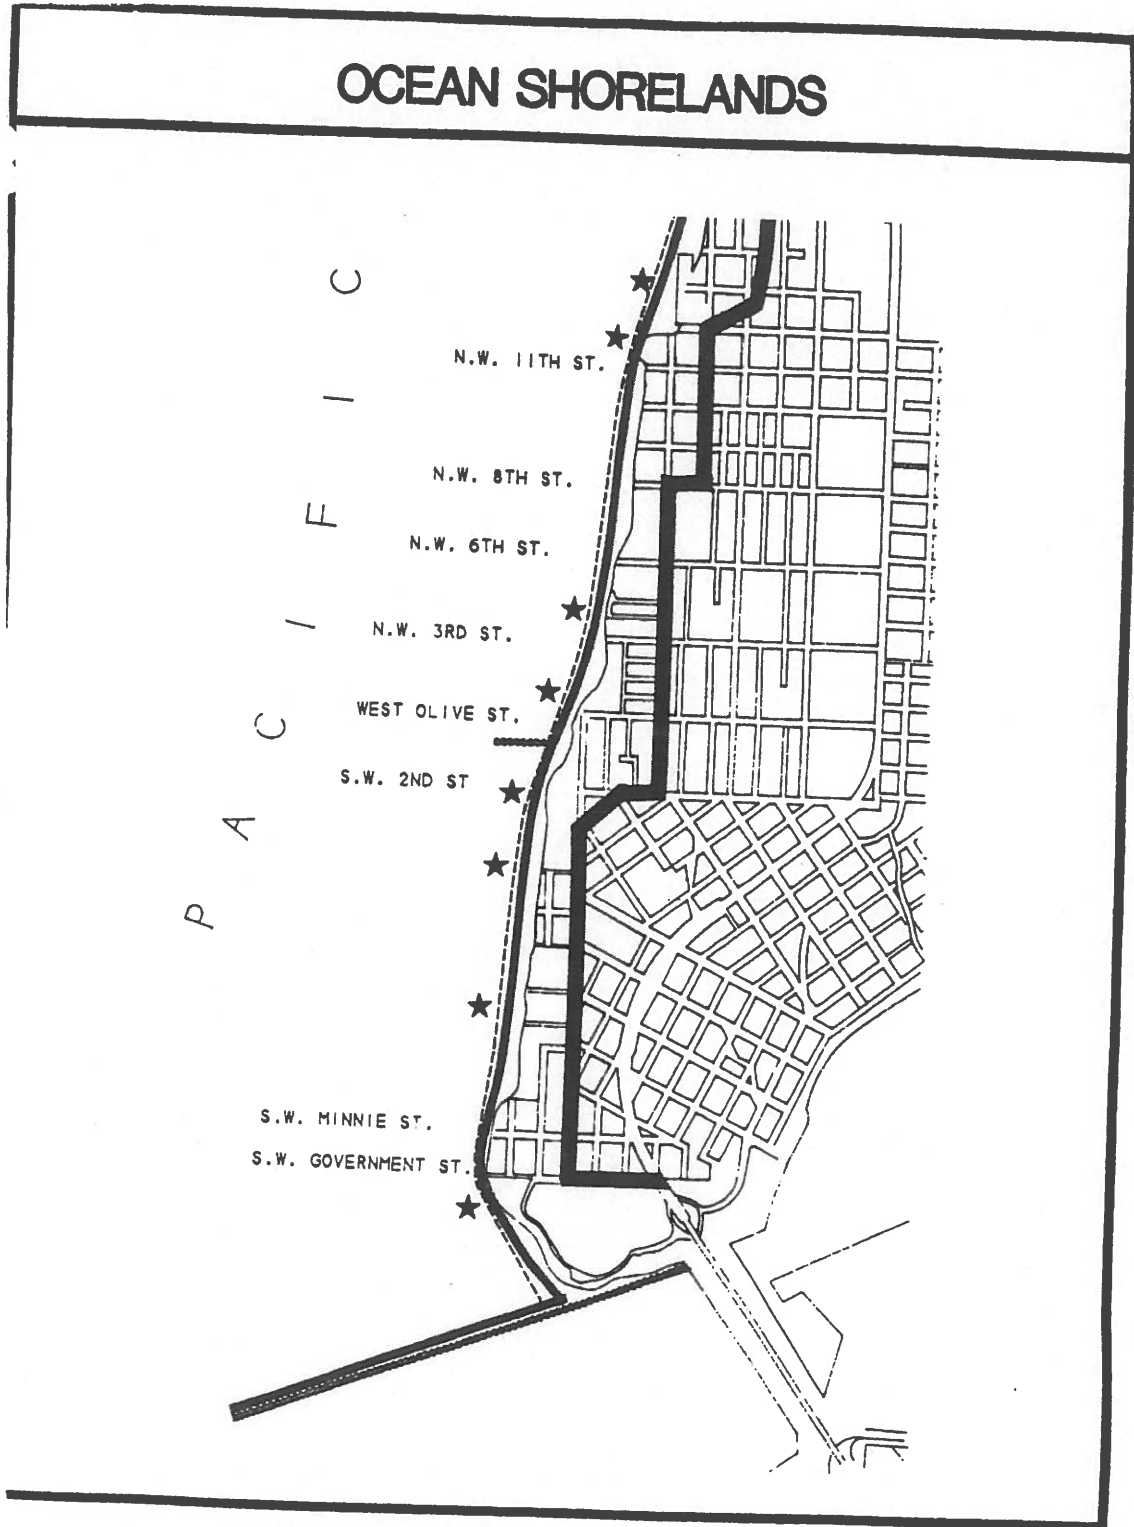 OCEAN SHORELANDS
PACIFIC
N.W. 11TH ST.
N.W. 8TH ST.
N.W. 6TH ST.
N.W. 3RD ST.
WEST OLIVE ST.
S.W. 2ND ST
S.W. MINNIE ST.
S.W. GOVERNMENT ST.